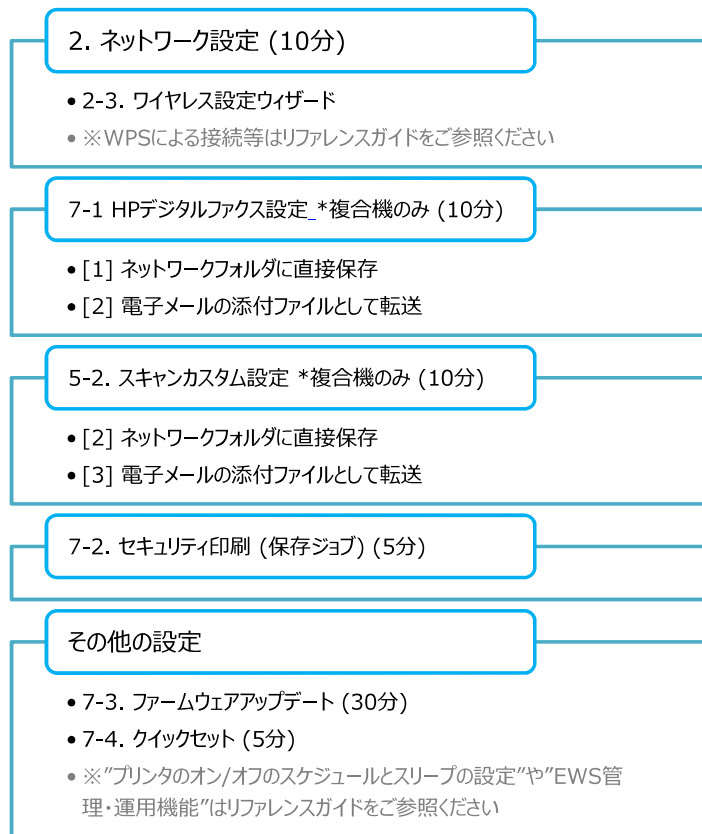 2. ネットワーク設定 (10分)
• 2-3. ワイヤレス設定ウィザード
• ※WPSによる接続等はリファレンスガイドをご参照ください
7-1 HPデジタルファクス設定_*複合機のみ (10分)
• [1] ネットワークフォルダに直接保存
• [2] 電子メールの添付ファイルとして転送
5-2. スキャンカスタム設定 *複合機のみ (10分)
• [2] ネットワークフォルダに直接保存
• [3] 電子メールの添付ファイルとして転送
7-2. セキュリティ印刷 (保存ジョブ) (5分)
その他の設定
• 7-3. ファームウェアアップデート (30分)
• 7-4. クイックセット (5分)
• ※"プリンタのオン/オフのスケジュールとスリープの設定"や"EWS管
理・運用機能"はリファレンスガイドをご参照ください